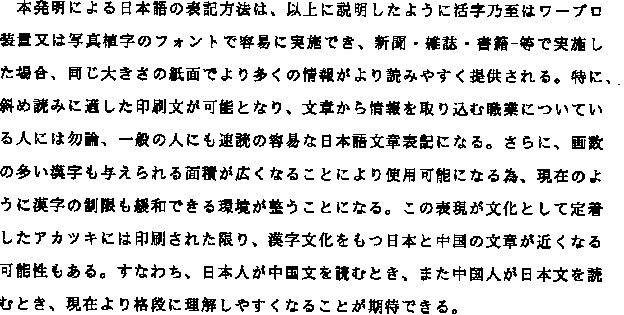 本発明による日本語の表記方法は、以上に説明したように活字乃至はワープロ
装置又は写真植字のフォントで容易に実施でき、新聞・雑誌・書籍-等で実施し
た場合、同じ大きさの紙面でより多くの情報がより読みやすく提供される。特に、
斜め読みに適した印刷文が可能となり、文章から情報を取り込む職業についてい
る人には勿論、一般の人にも速読の容易な日本語文章表記になる。さらに、画数
の多い漢字も与えられる面積が広くなることにより使用可能になる為、現在のよ
うに漢字の制限も緩和できる環境が整うことになる。この表現が文化として定着
したアカツキには印刷された限り、漢字文化をもつ日本と中国の文章が近くなる
可能性もある。すなわち、日本人が中国文を読むとき、また中国人が日本文を読
むとき、現在より格段に理解しやすくなることが期待できる。